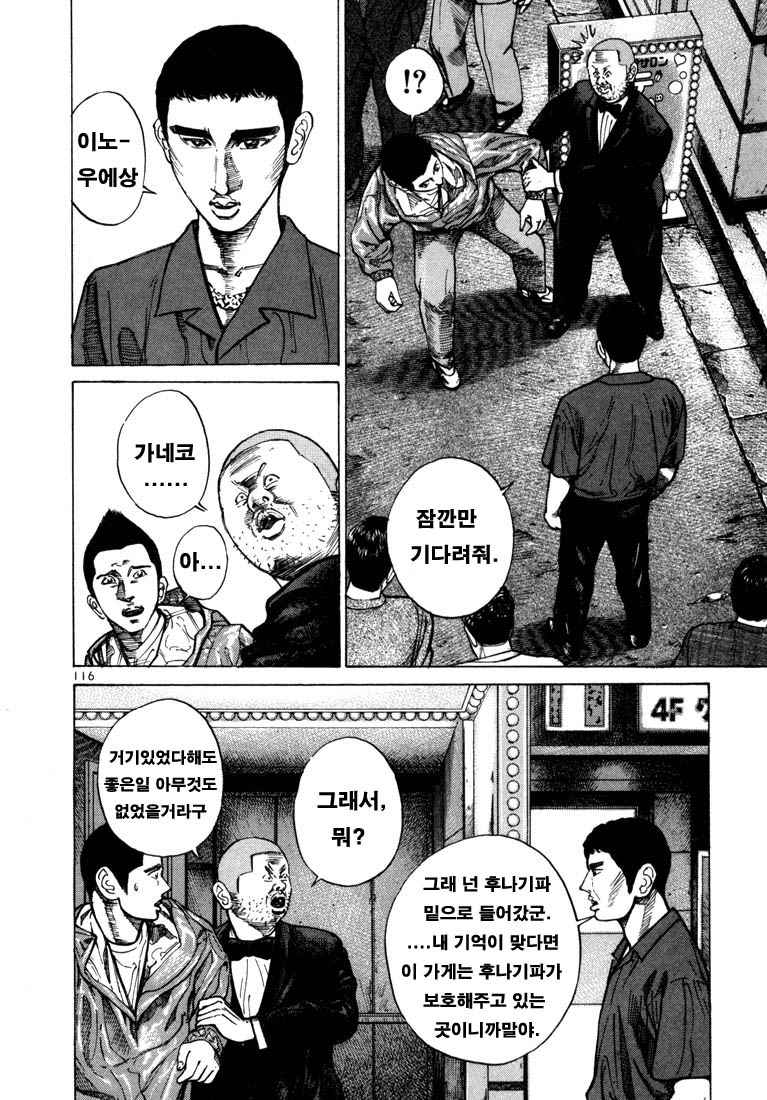 !?
サロン
잠깐만
기다려줘.
이노-
우에상
가네코
......
아...
116
4F
그래 넌 후나기파
밑으로 들어갔군.
....내 기억이 맞다면
이 가게는 후나기파가
보호해주고 있는
곳이니까말야.
그래서,
뭐?
거기있었다해도
좋은일 아무것도
없었을거라구